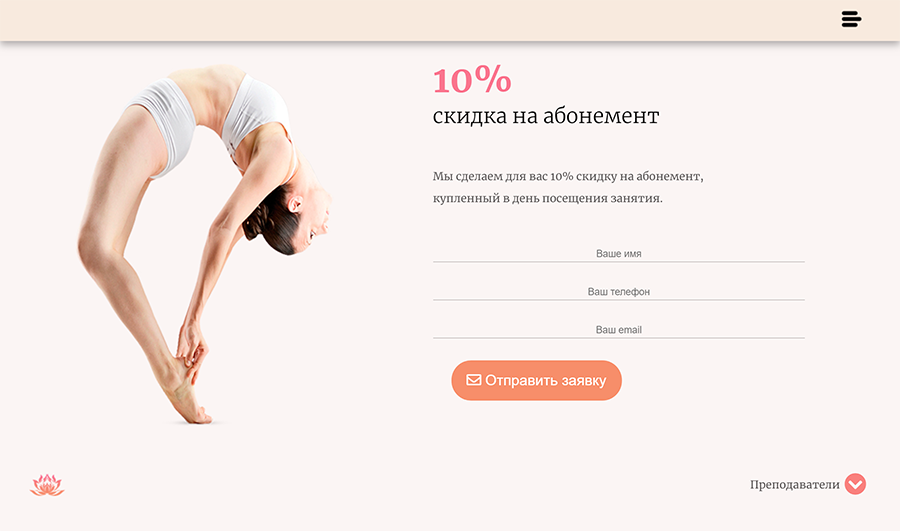 10%
скидка на абонемент
Мы сделаем для вас 10% скидку на абонемент,
купленный в день посещения занятия.
Ваше имя
Ваш телефон
Ваш email
Отправить заявку
Преподаватели